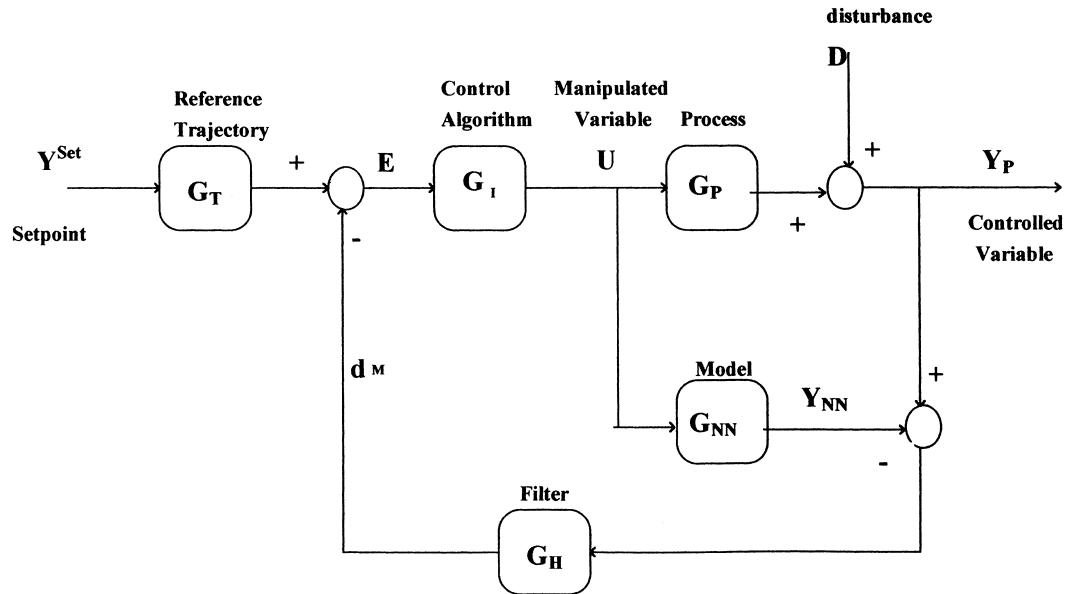 disturbance
D
Reference
Trajectory
Control
Algorithm
Manipulated
Variable
Process
Y^Set
+
E
U
+
Y_P
G_T
G_I
G_P
+
Setpoint
-
Controlled
Variable
d_M
Model
+
Y_NN
G_NN
-
Filter
G_H